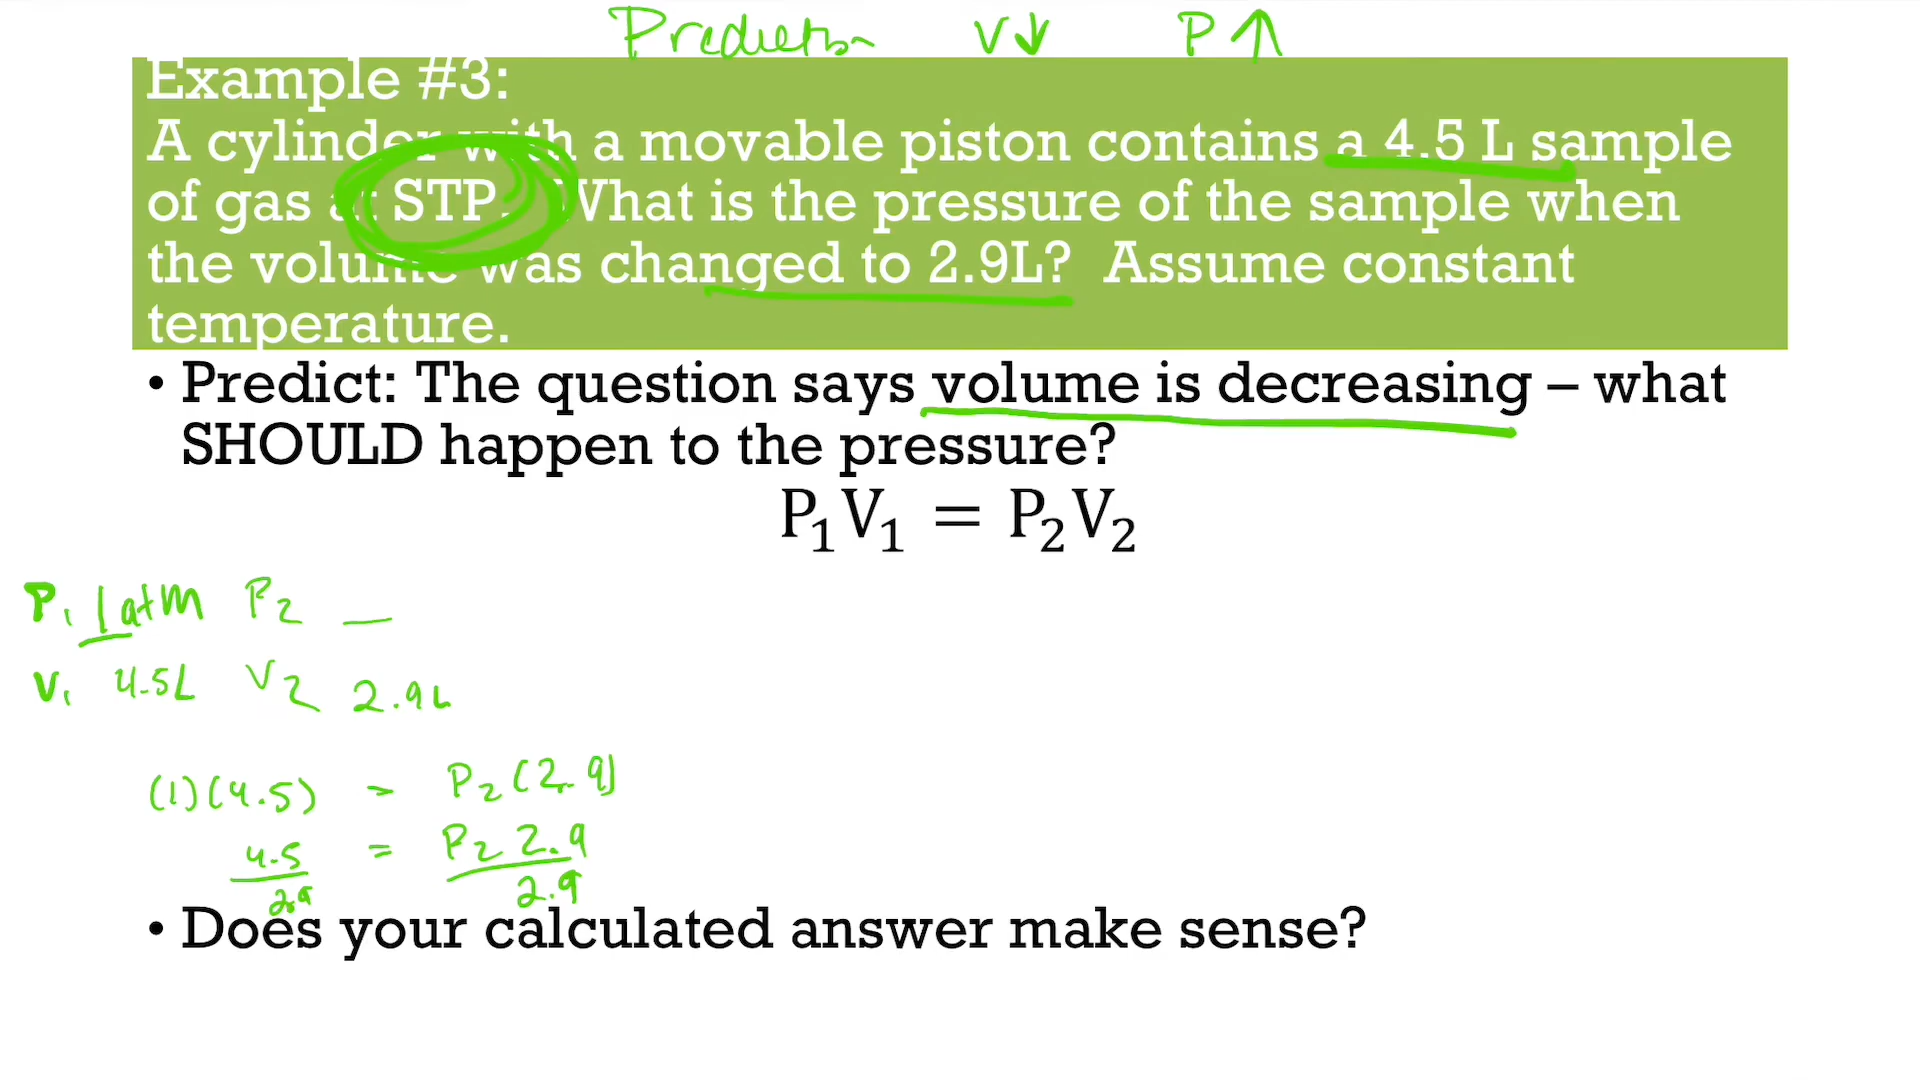 Prediction V↓ P↑
Example #3:
A cylinder with a movable piston contains a 4.5 L sample
of gas at STP. What is the pressure of the sample when
the volume was changed to 2.9L? Assume constant
temperature.
• Predict: The question says volume is decreasing – what
SHOULD happen to the pressure?
P₁V₁ = P₂V₂
P₁ 1atm P₂ __
V₁ 4.5L V₂ 2.9L
(1)(4.5) = P₂(2.9)
4.5 = P₂ 2.9
2.9 2.9
• Does your calculated answer make sense?